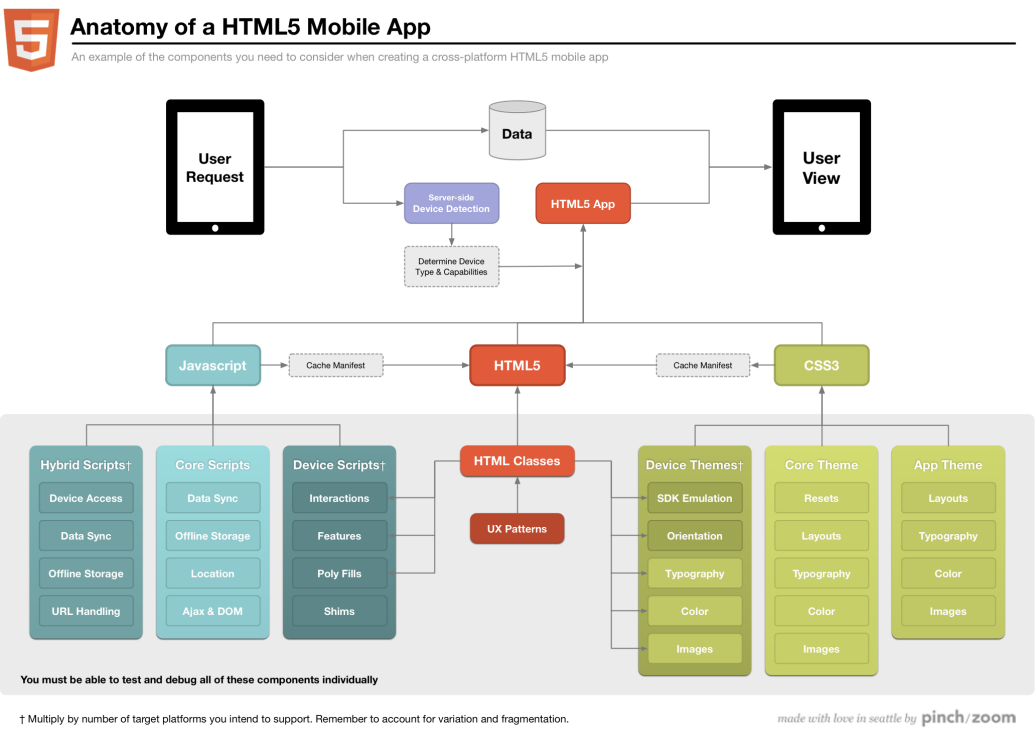 Anatomy of a HTML5 Mobile App
An example of the components you need to consider when creating a cross-platform HTML5 mobile app
User
Request
Data
User
View
Server-side
Device Detection
HTML5 App
Determine Device
Type & Capabilities
Javascript
Cache Manifest
HTML5
Cache Manifest
CSS3
Hybrid Scripts†
Device Access
Data Sync
Offline Storage
URL Handling
Core Scripts
Data Sync
Offline Storage
Location
Ajax & DOM
Device Scripts†
Interactions
Features
Poly Fills
Shims
HTML Classes
UX Patterns
Device Themes†
SDK Emulation
Orientation
Typography
Color
Images
Core Theme
Resets
Layouts
Typography
Color
Images
App Theme
Layouts
Typography
Color
Images
You must be able to test and debug all of these components individually
† Multiply by number of target platforms you intend to support. Remember to account for variation and fragmentation.
made with love in seattle by pinch/zoom